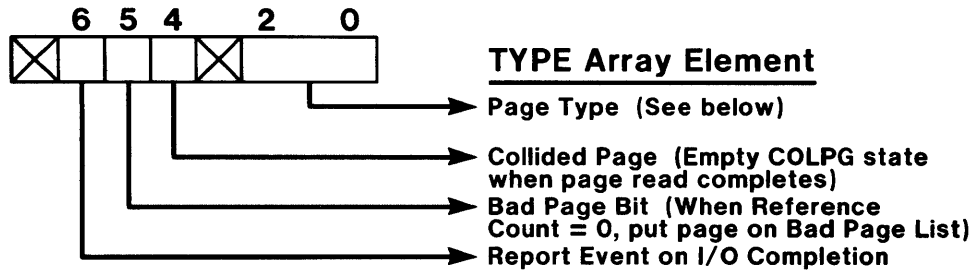 6 5 4 2 0
TYPE Array Element
Page Type (See below)
Collided Page (Empty COLPG state
when page read completes)
Bad Page Bit (When Reference
Count = 0, put page on Bad Page List)
Report Event on I/O Completion